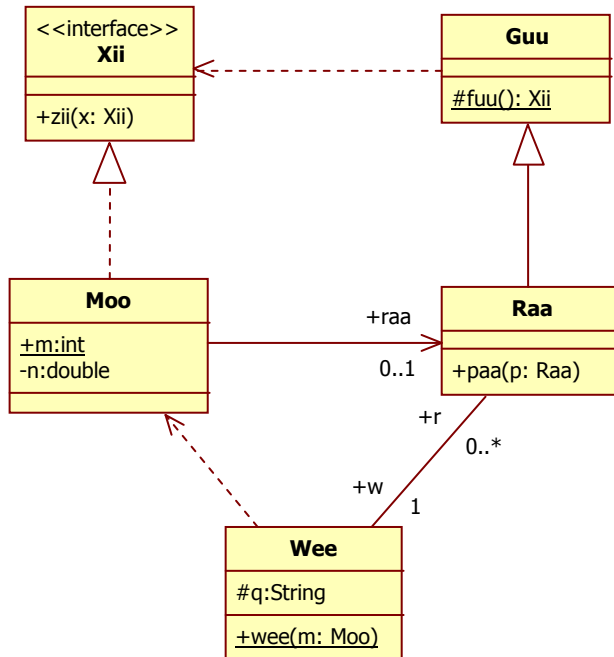 <<interface>>
Xii
+zii(x: Xii)
Guu
#fuu(): Xii
Moo
+m:int
-n:double
+raa
0..1
Raa
+paa(p: Raa)
+r
0..*
+w
1
Wee
#q:String
+wee(m: Moo)